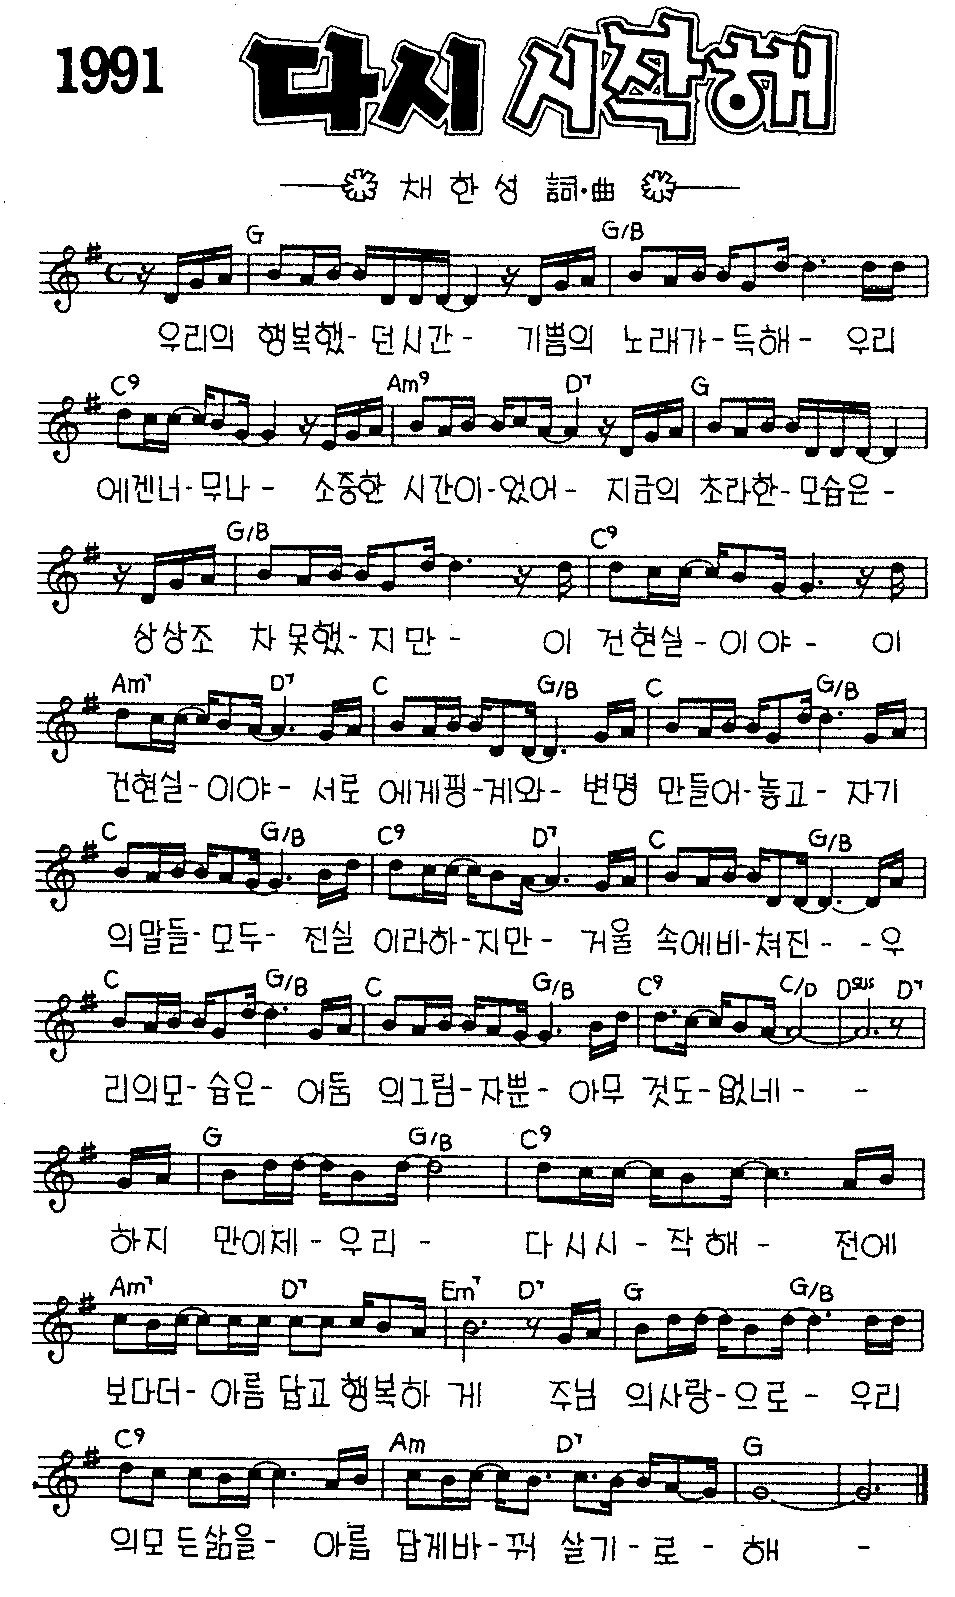 1991 다시 시작해
채 한 성 詞·曲
G G/B
우리의 행복했- 던시간- 기쁨의 노래가-득해- 우리
C9 Am9 D7 G
에겐너-무나- 소중한 시간이-었어- 지금의 초라한-모습은-
G/B C9
상상조 차못했-지만- 이 건현실-이야- 이
Am7 D7 C G/B C G/B
건현실-이야- 서로 에게핑-계와- 변명 만들어-놓고- 자기
C G/B C9 D7 C G/B
의말들-모두- 진실 이라하-지만- 거울 속에비-쳐진- -우
C G/B C G/B C9 C/D Dsus D7
리의모-습은- 어둠 의그림-자뿐- 아무 것도-없네- -
G G/B C9
하지 만이제-우리- 다시시-작해- 전에
Am7 D7 Em7 D7 G G/B
보다더-아름답고행복하 게 주님 의사랑-으로- 우리
C9 Am D7 G
의모든삶을- 아름 답게바-꿔 살기-로- 해 -